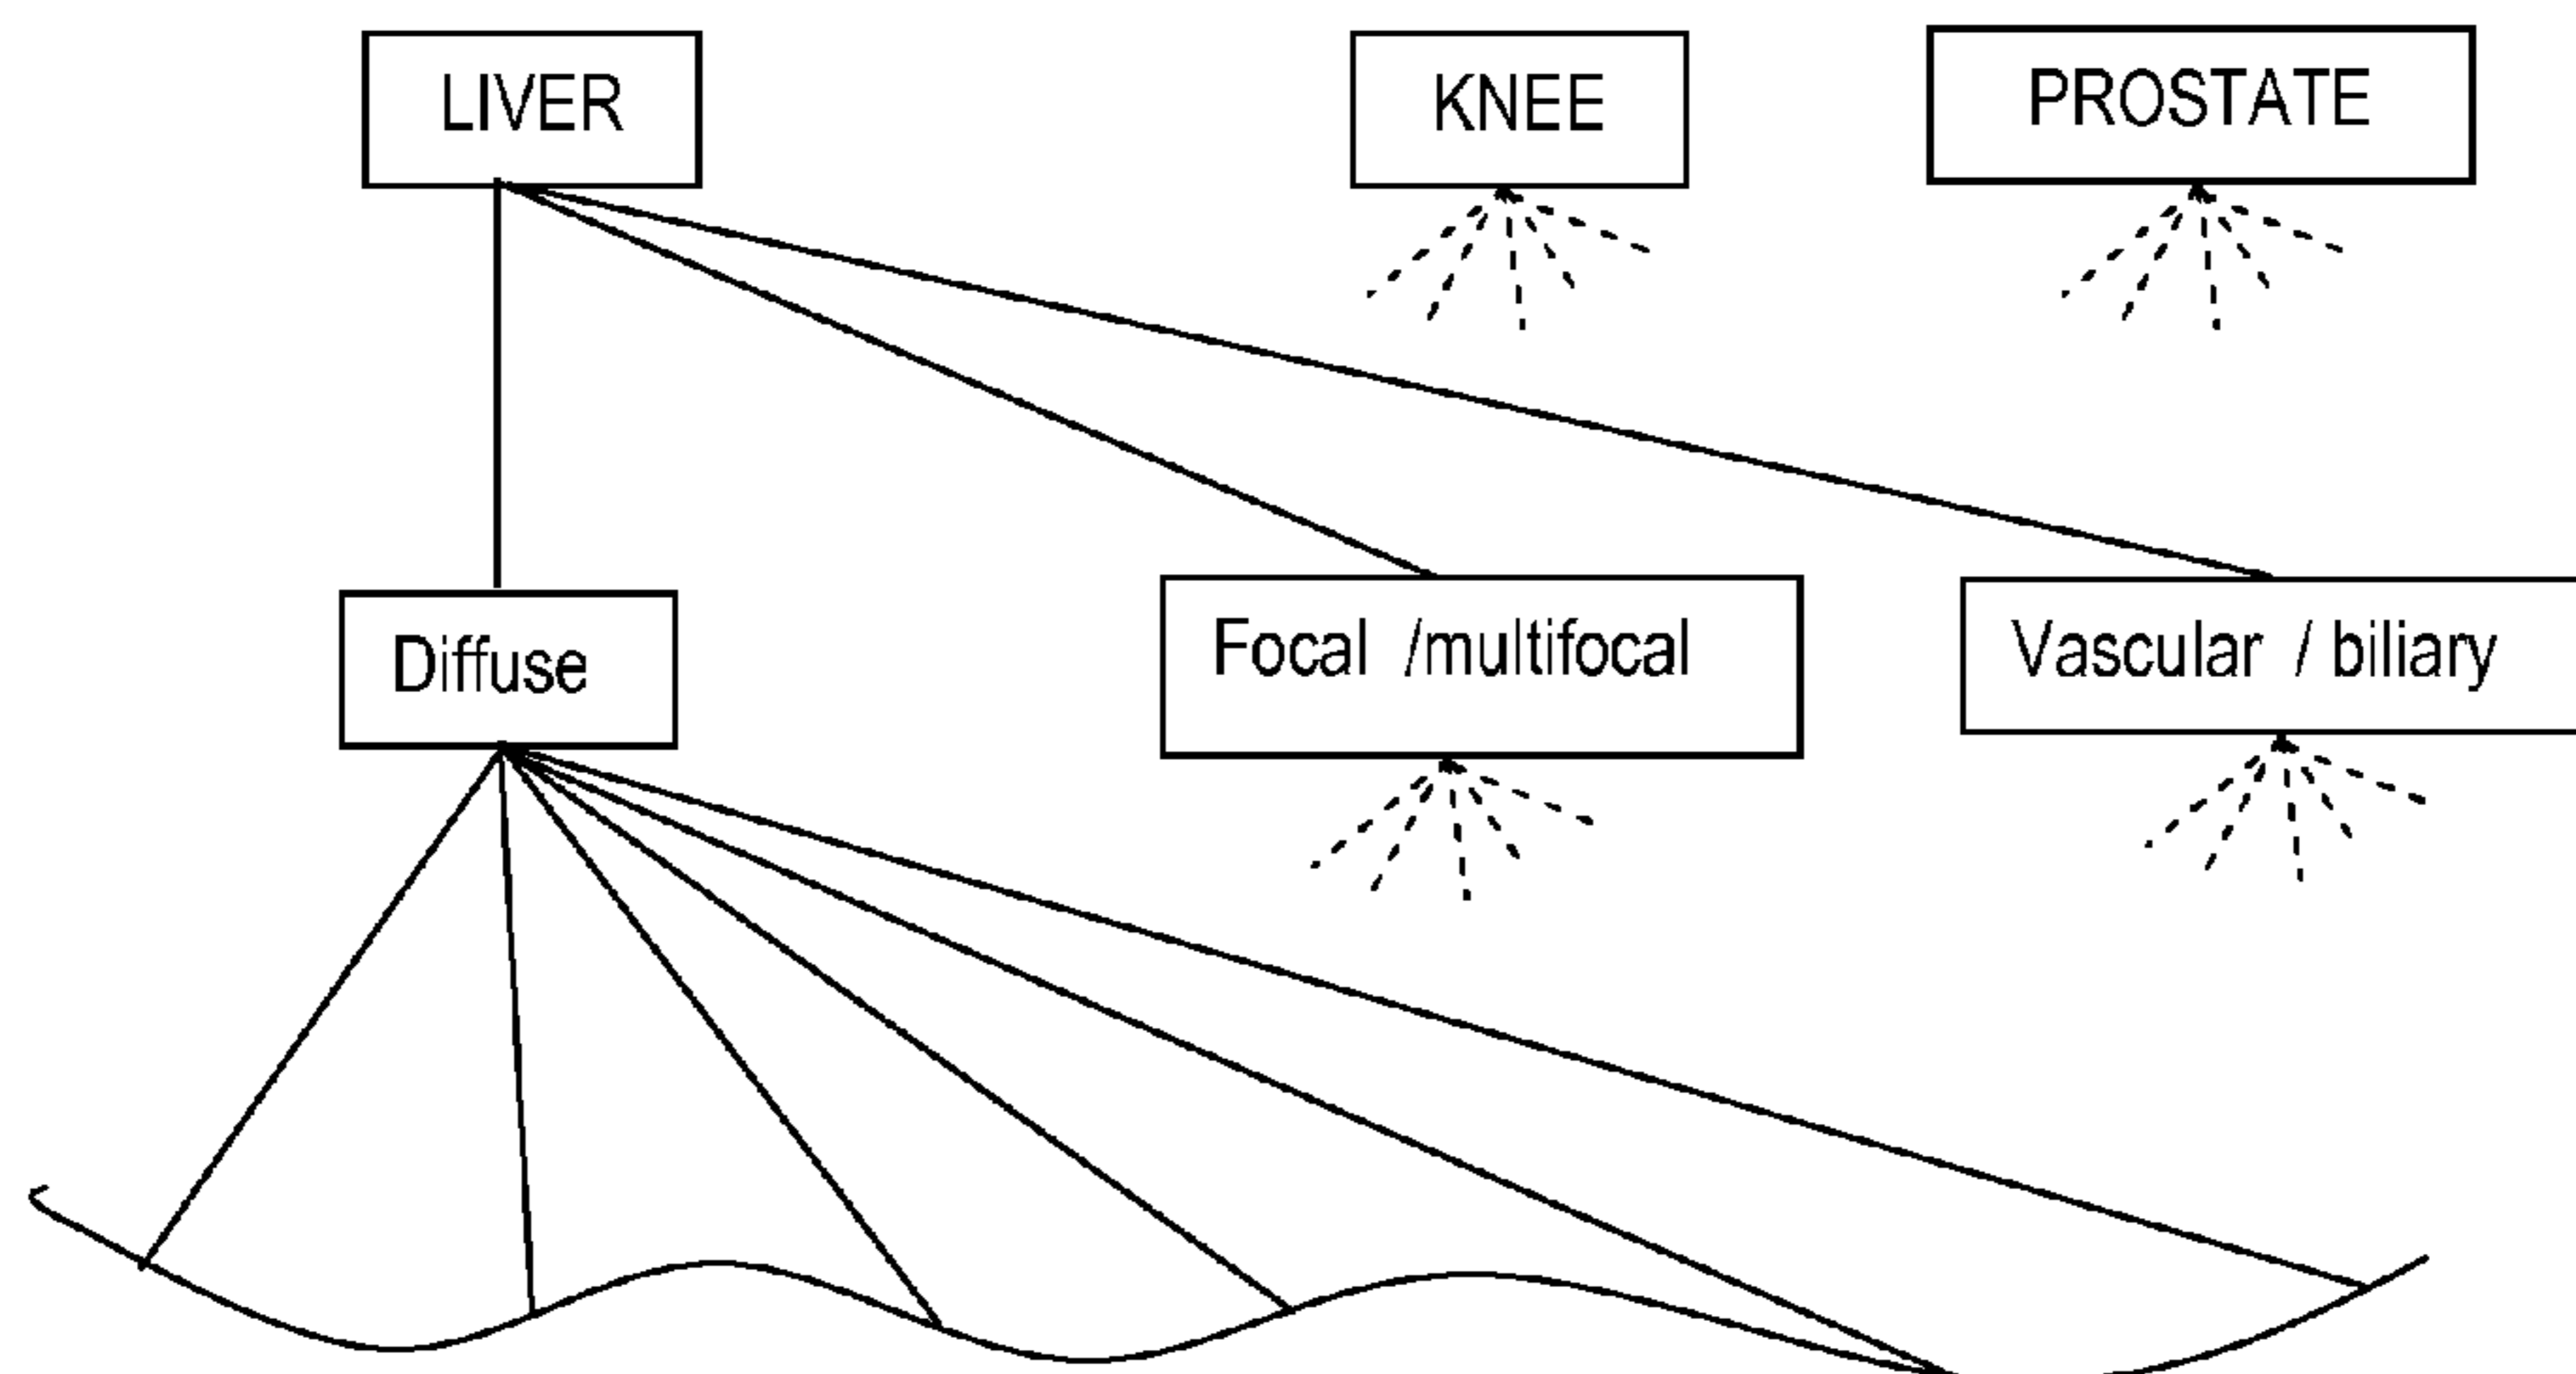 LIVER
KNEE
PROSTATE
Diffuse
Focal /multifocal
Vascular / biliary